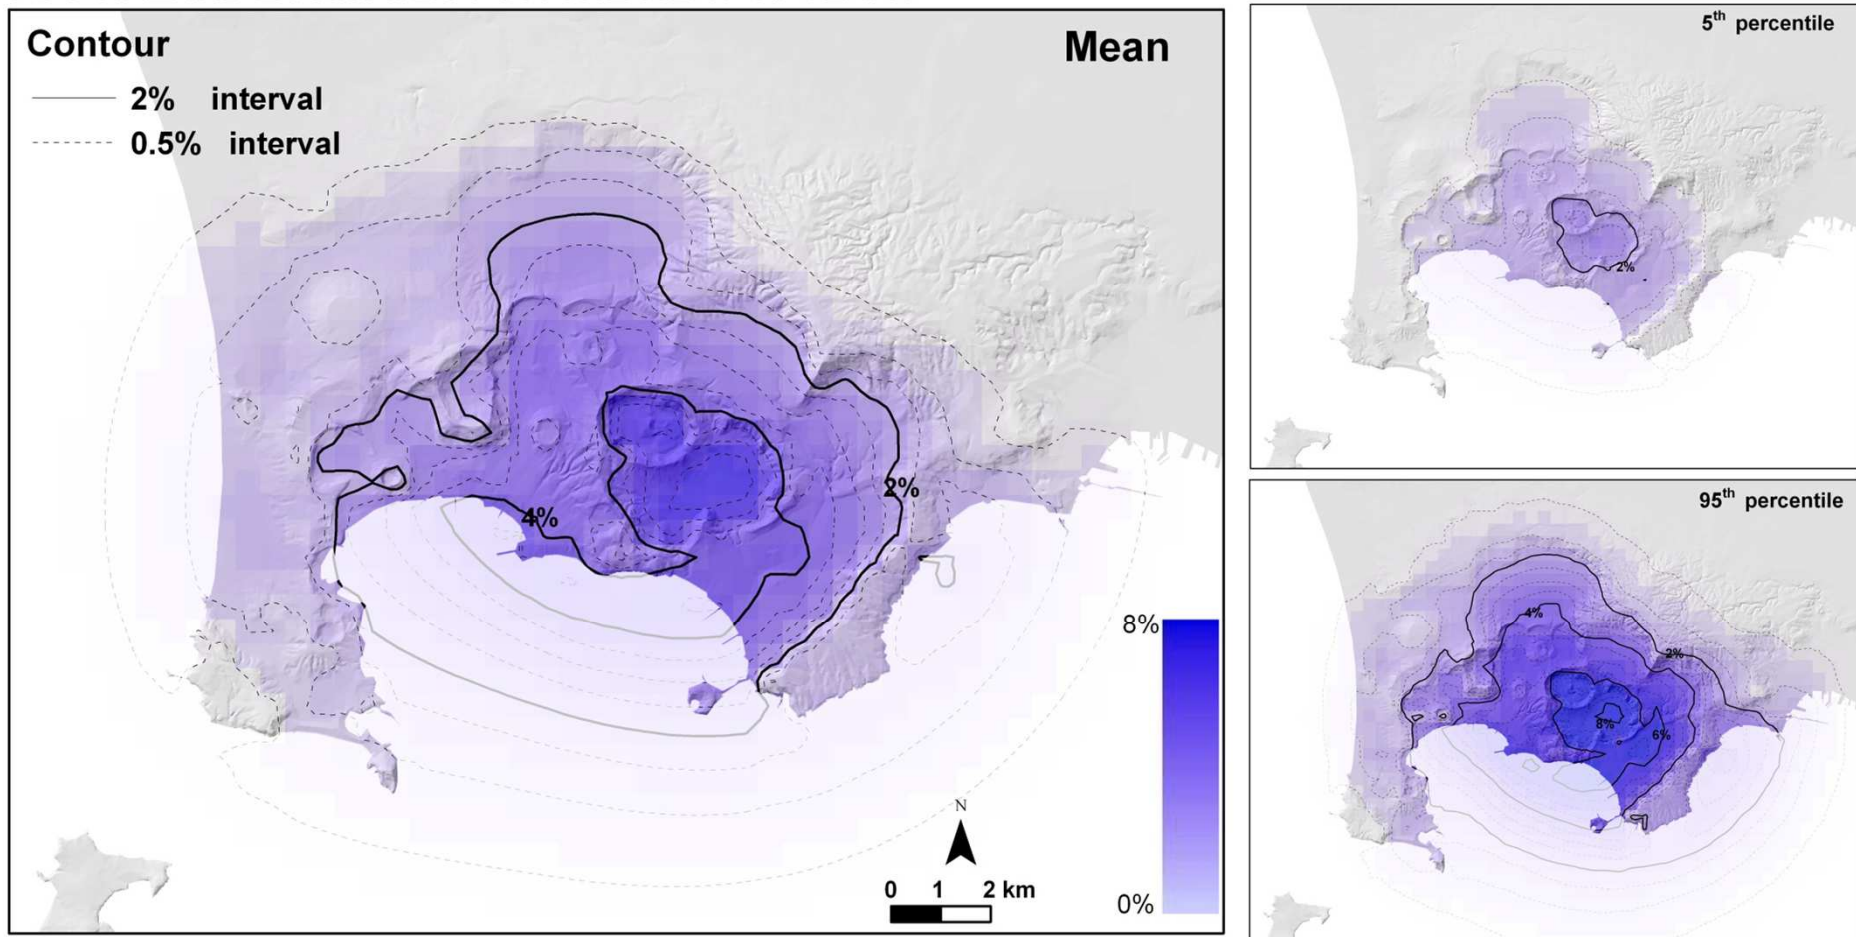 Contour
2% interval
0.5% interval
Mean
2%
4%
8%
0%
N
0 1 2 km
5th percentile
2%
95th percentile
4%
2%
8%
6%